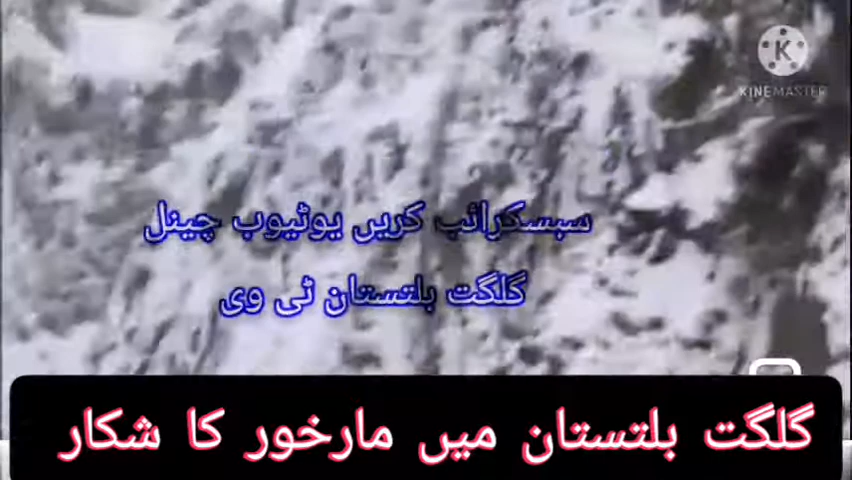 KINEMASTER
سبسکرائب کریں یوٹیوب چینل
گلگت بلتستان ٹی وی
گلگت بلتستان میں مارخور کا شکار